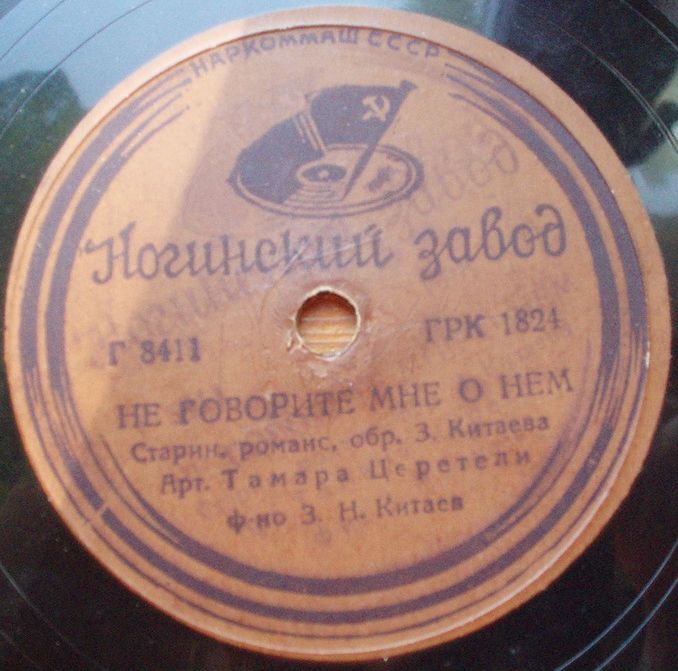 НАРКОММАШ СССР
Ногинский завод
Г 8411
ГРК 1824
НЕ ГОВОРИТЕ МНЕ О НЕМ
Старин. романс, обр. З. Китаева
Арт. Тамара Церетели
ф-но З. Н. Китаев